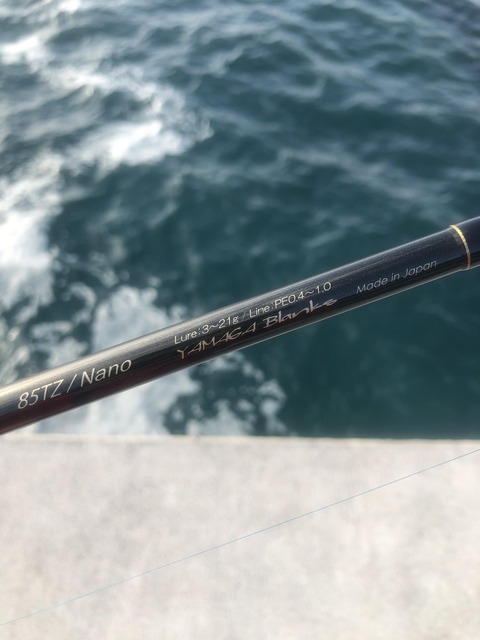 85TZ / Nano
Lure:3~21g / Line:PE0.4~1.0
YAMAGA Blanks
Made in Japan